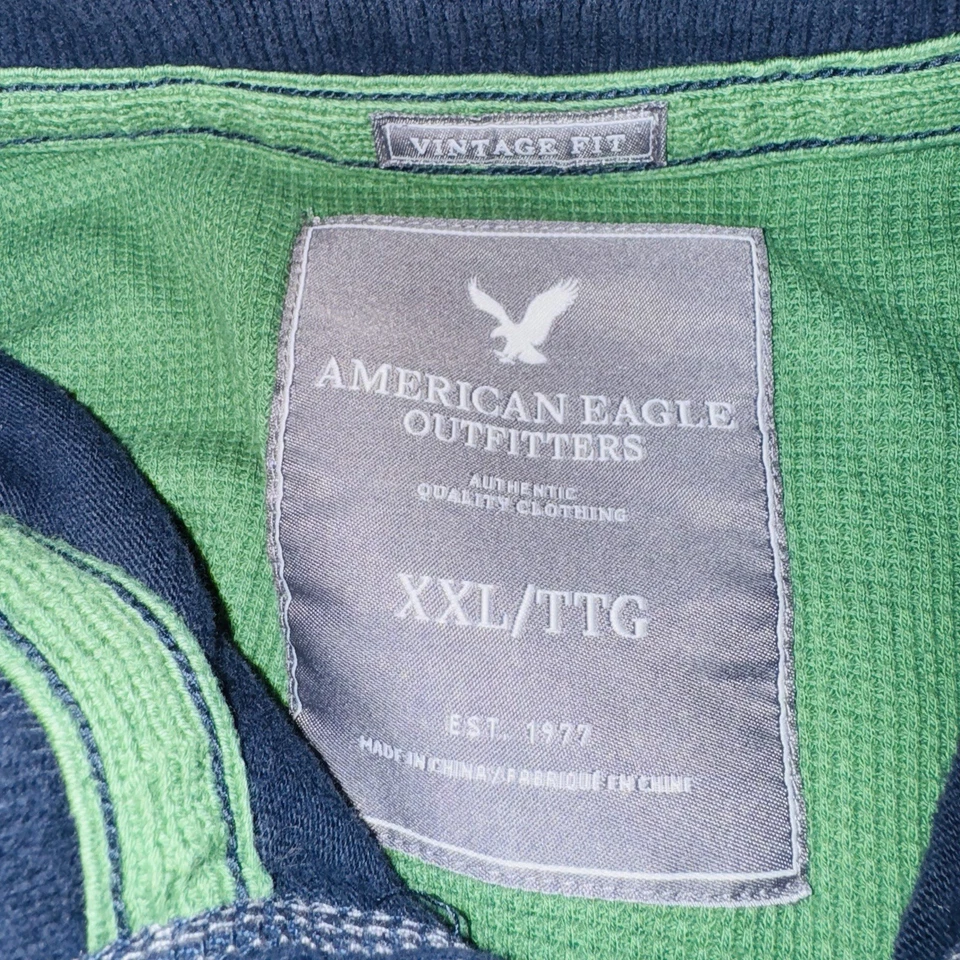 VINTAGE FIT
AMERICAN EAGLE
OUTFITTERS
AUTHENTIC
QUALITY CLOTHING
XXL/TTG
EST. 1977
MADE IN CHINA / FABRIQUÉ EN CHINE